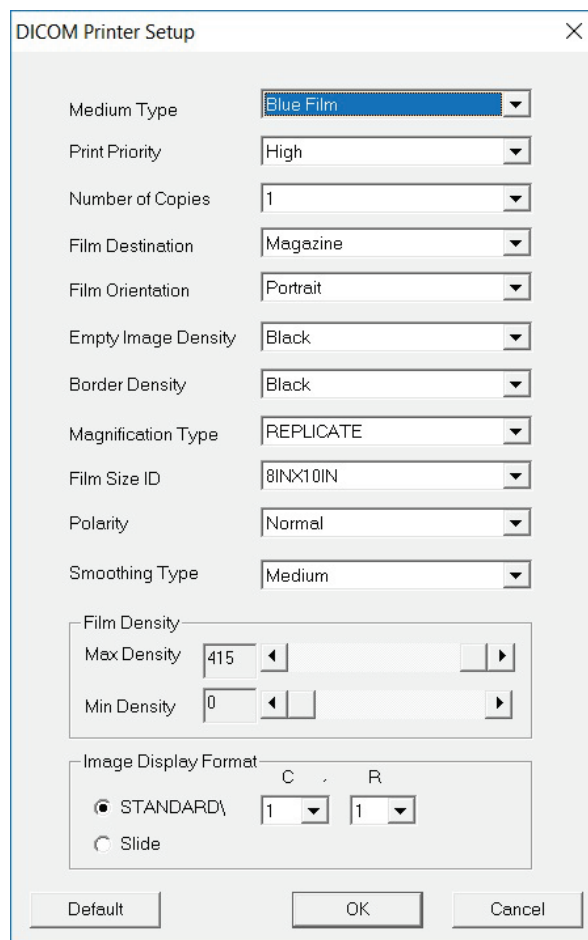 DICOM Printer Setup
Medium Type Blue Film
Print Priority High
Number of Copies 1
Film Destination Magazine
Film Orientation Portrait
Empty Image Density Black
Border Density Black
Magnification Type REPLICATE
Film Size ID 8INX10IN
Polarity Normal
Smoothing Type Medium
Film Density
Max Density 415
Min Density 0
Image Display Format
C , R
STANDARD\ 1 1
Slide
Default OK Cancel